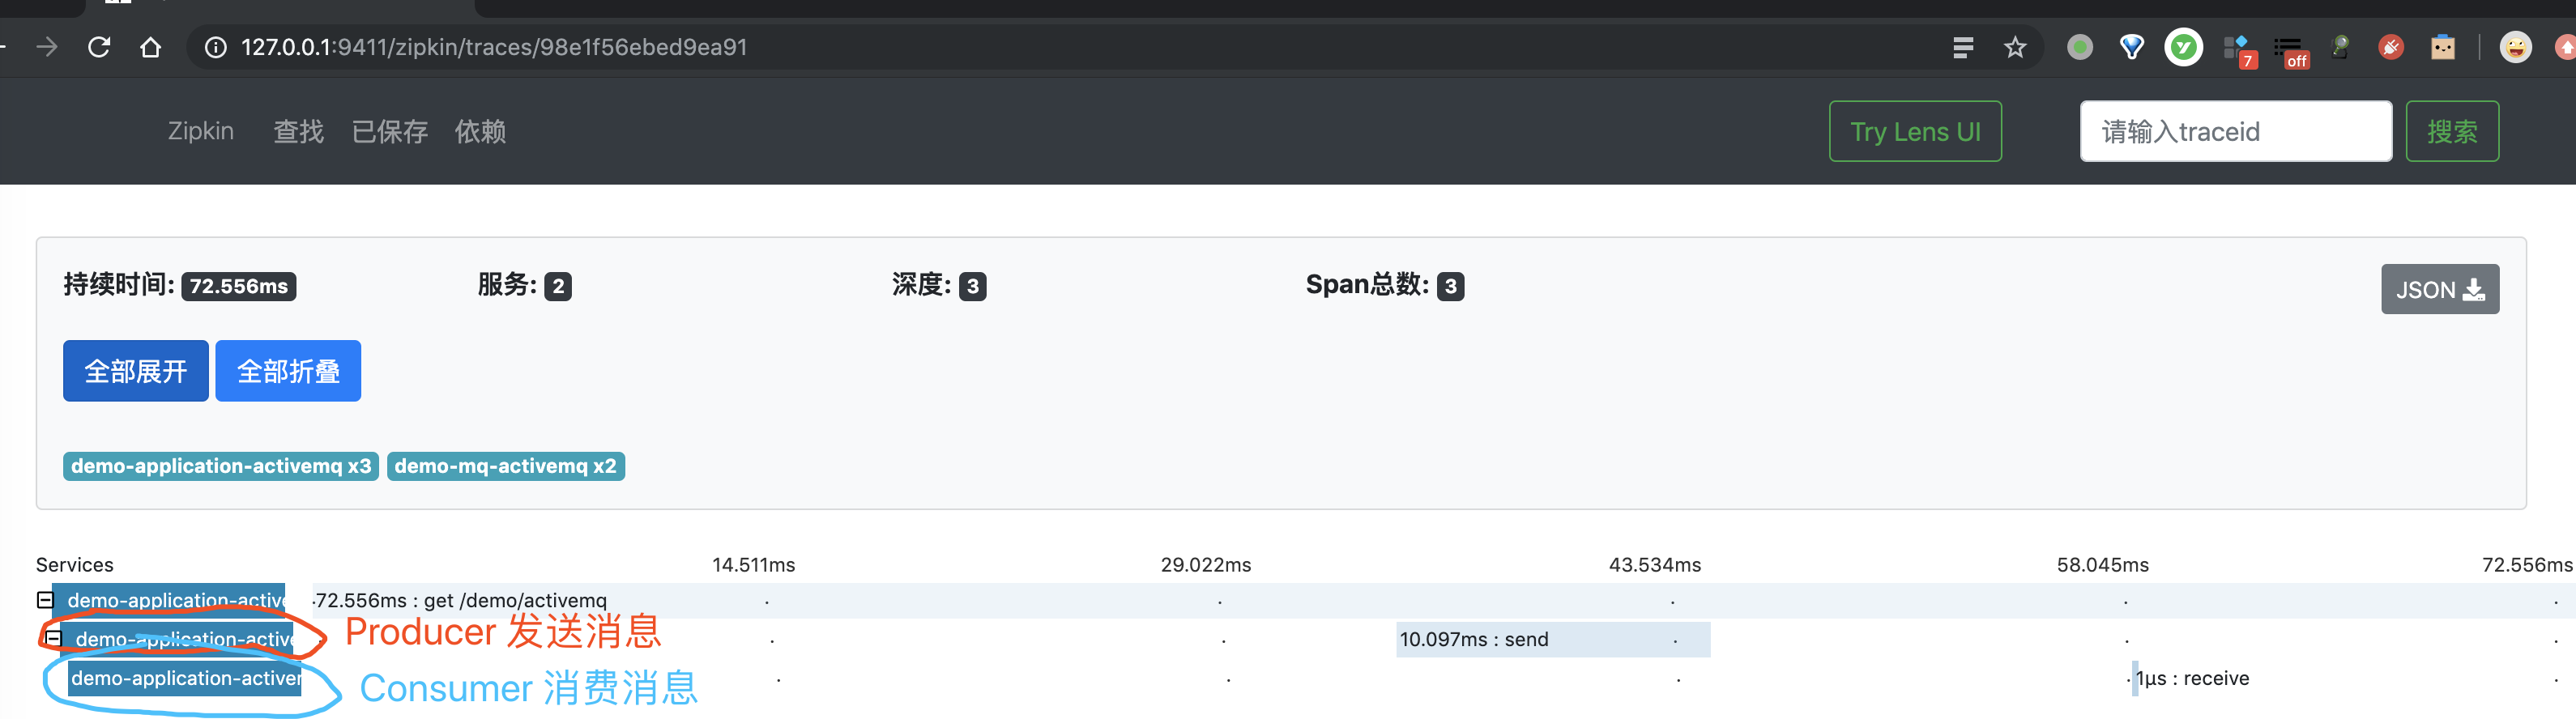 127.0.0.1:9411/zipkin/traces/98e1f56ebed9ea91
7
off
Zipkin 查找 已保存 依赖 Try Lens UI 请输入traceid 搜索
持续时间: 72.556ms 服务: 2 深度: 3 Span总数: 3 JSON
全部展开 全部折叠
demo-application-activemq x3 demo-mq-activemq x2
Services 14.511ms 29.022ms 43.534ms 58.045ms 72.556ms
demo-application-active 72.556ms : get /demo/activemq
demo-application-active Producer 发送消息 10.097ms : send
demo-application-activer Consumer 消费消息 1μs : receive